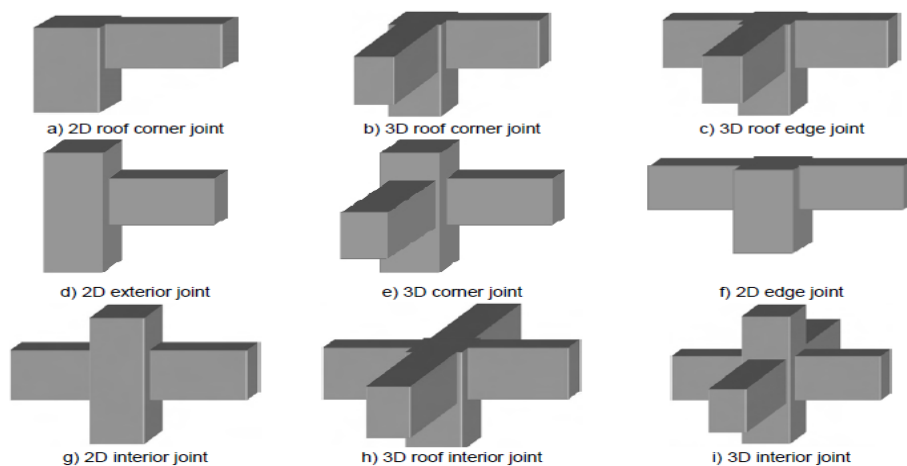 a) 2D roof corner joint
b) 3D roof corner joint
c) 3D roof edge joint
d) 2D exterior joint
e) 3D corner joint
f) 2D edge joint
g) 2D interior joint
h) 3D roof interior joint
i) 3D interior joint